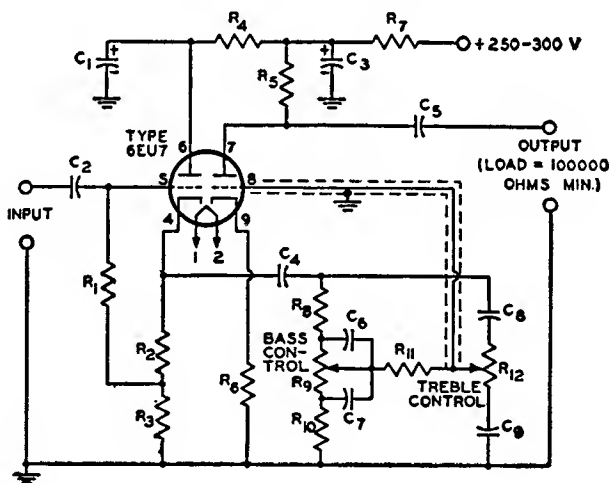 R4
R7
+250-300 V
C1
+
+
C3
R5
C5
TYPE
6EU7
6
7
OUTPUT
(LOAD = 100000
OHMS MIN.)
C2
5
8
INPUT
4
9
1
2
C4
R1
R8
C6
C8
BASS
CON-
TROL
R2
R11
R12
R9
TREBLE
CONTROL
R6
C7
R3
R10
C9